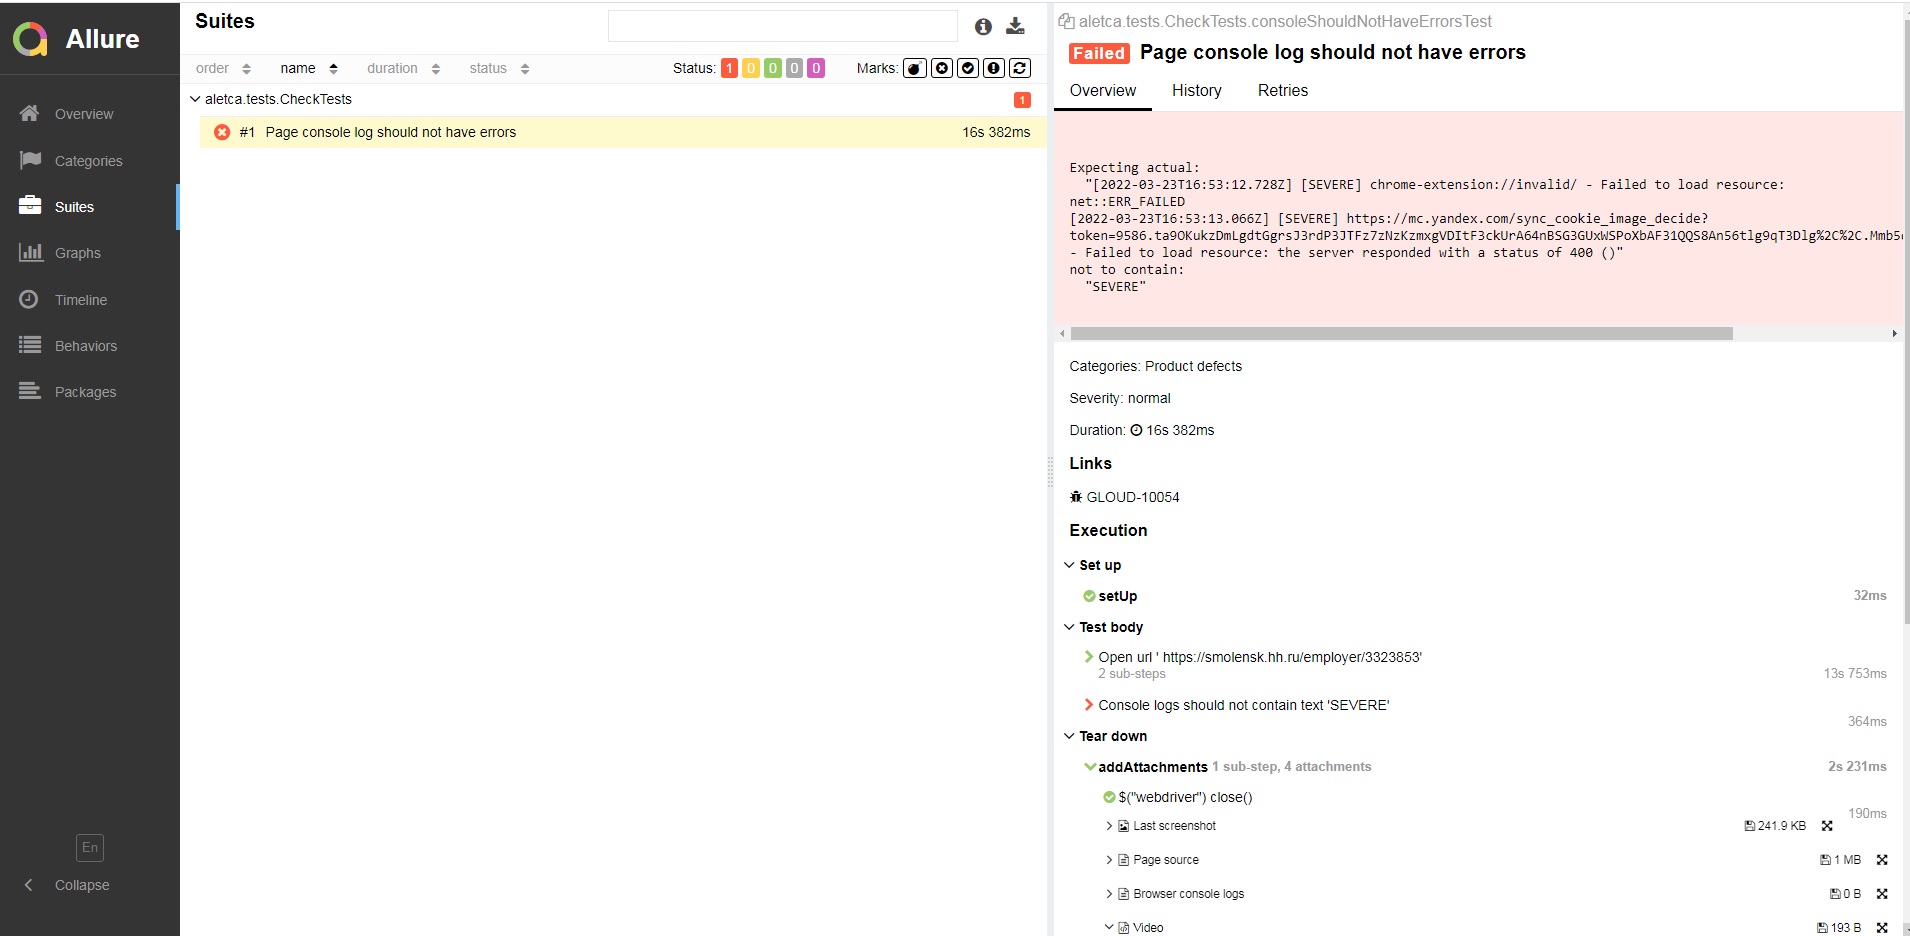 Allure
Overview
Categories
Suites
Graphs
Timeline
Behaviors
Packages
En
Collapse
Suites
order name duration status Status: 1 0 0 0 0 Marks:
aletca.tests.CheckTests 1
#1 Page console log should not have errors 16s 382ms
aletca.tests.CheckTests.consoleShouldNotHaveErrorsTest
Failed Page console log should not have errors
Overview History Retries
Expecting actual:
"[2022-03-23T16:53:12.728Z] [SEVERE] chrome-extension://invalid/ - Failed to load resource:
net::ERR_FAILED
[2022-03-23T16:53:13.066Z] [SEVERE] https://mc.yandex.com/sync_cookie_image_decide?
token=9586.ta9OKukzDmLgdtGgrsJ3rdP3JTFz7zNzKzmxgVDItF3ckUrA64nBSG3GUxWSPoXbAF31QQS8An56tlg9qT3Dlg%2C%2C.Mmb5
- Failed to load resource: the server responded with a status of 400 ()"
not to contain:
"SEVERE"
Categories: Product defects
Severity: normal
Duration: 16s 382ms
Links
GLOUD-10054
Execution
Set up
setUp 32ms
Test body
Open url ' https://smolensk.hh.ru/employer/3323853'
2 sub-steps 13s 753ms
Console logs should not contain text 'SEVERE'
364ms
Tear down
addAttachments 1 sub-step, 4 attachments 2s 231ms
$("webdriver") close()
190ms
Last screenshot 241.9 KB
Page source 1 MB
Browser console logs 0 B
Video 193 B